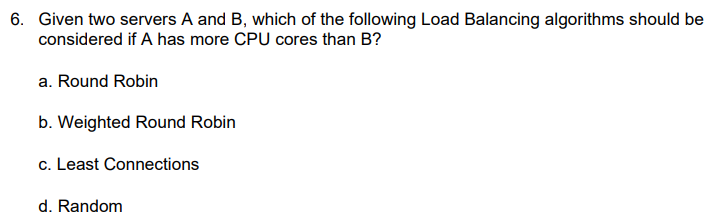 6. Given two servers A and B, which of the following Load Balancing algorithms should be
considered if A has more CPU cores than B?
a. Round Robin
b. Weighted Round Robin
c. Least Connections
d. Random